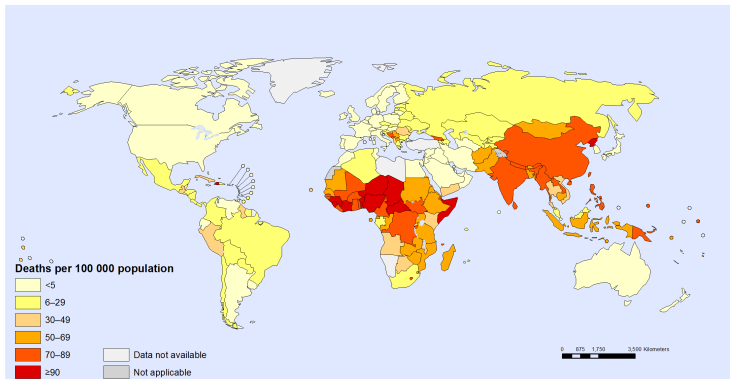 Deaths per 100 000 population
<5
6–29
30–49
50–69
70–89
≥90
Data not available
Not applicable
0 875 1,750 3,500 Kilometers